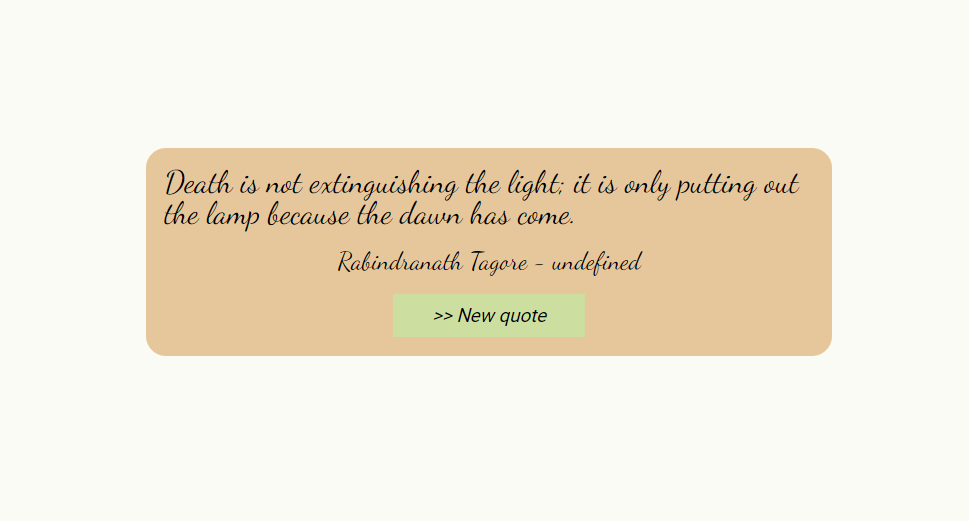 Death is not extinguishing the light; it is only putting out
the lamp because the dawn has come.
Rabindranath Tagore - undefined
>> New quote